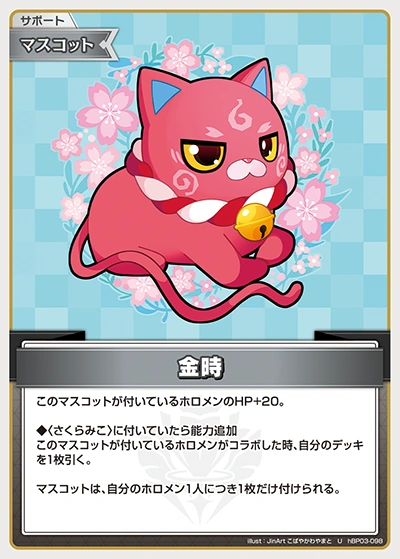 サポート
マスコット
金時
このマスコットが付いているホロメンのHP+20。
◆〈さくらみこ〉に付いていたら能力追加
このマスコットが付いているホロメンがコラボした時、自分のデッキ
を1枚引く。
マスコットは、自分のホロメン1人につき1枚だけ付けられる。
illust : JinArt こばやかわやまと U hBP03-098